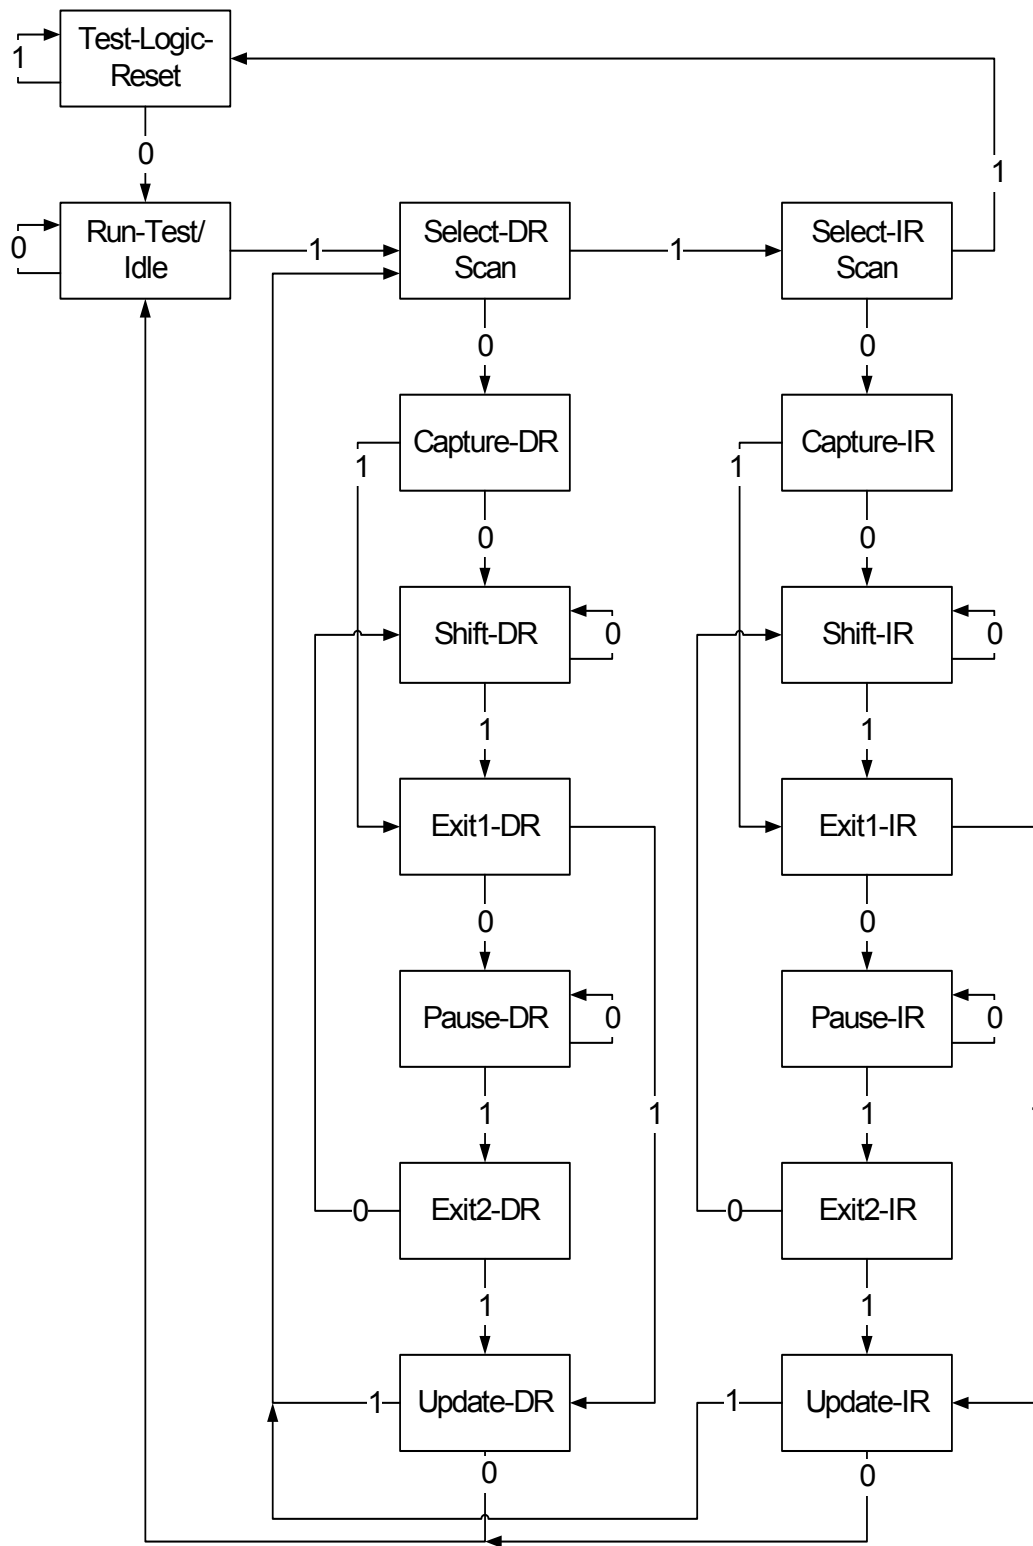 Test-Logic-
Reset
1
0
1
Run-Test/
Idle
0
1
Select-DR
Scan
1
Select-IR
Scan
0
0
Capture-DR
Capture-IR
1
1
0
0
Shift-DR
0
Shift-IR
0
1
1
Exit1-DR
Exit1-IR
0
0
Pause-DR
0
Pause-IR
0
1
1
1
Exit2-DR
0
Exit2-IR
0
1
1
Update-DR
1
Update-IR
1
0
0